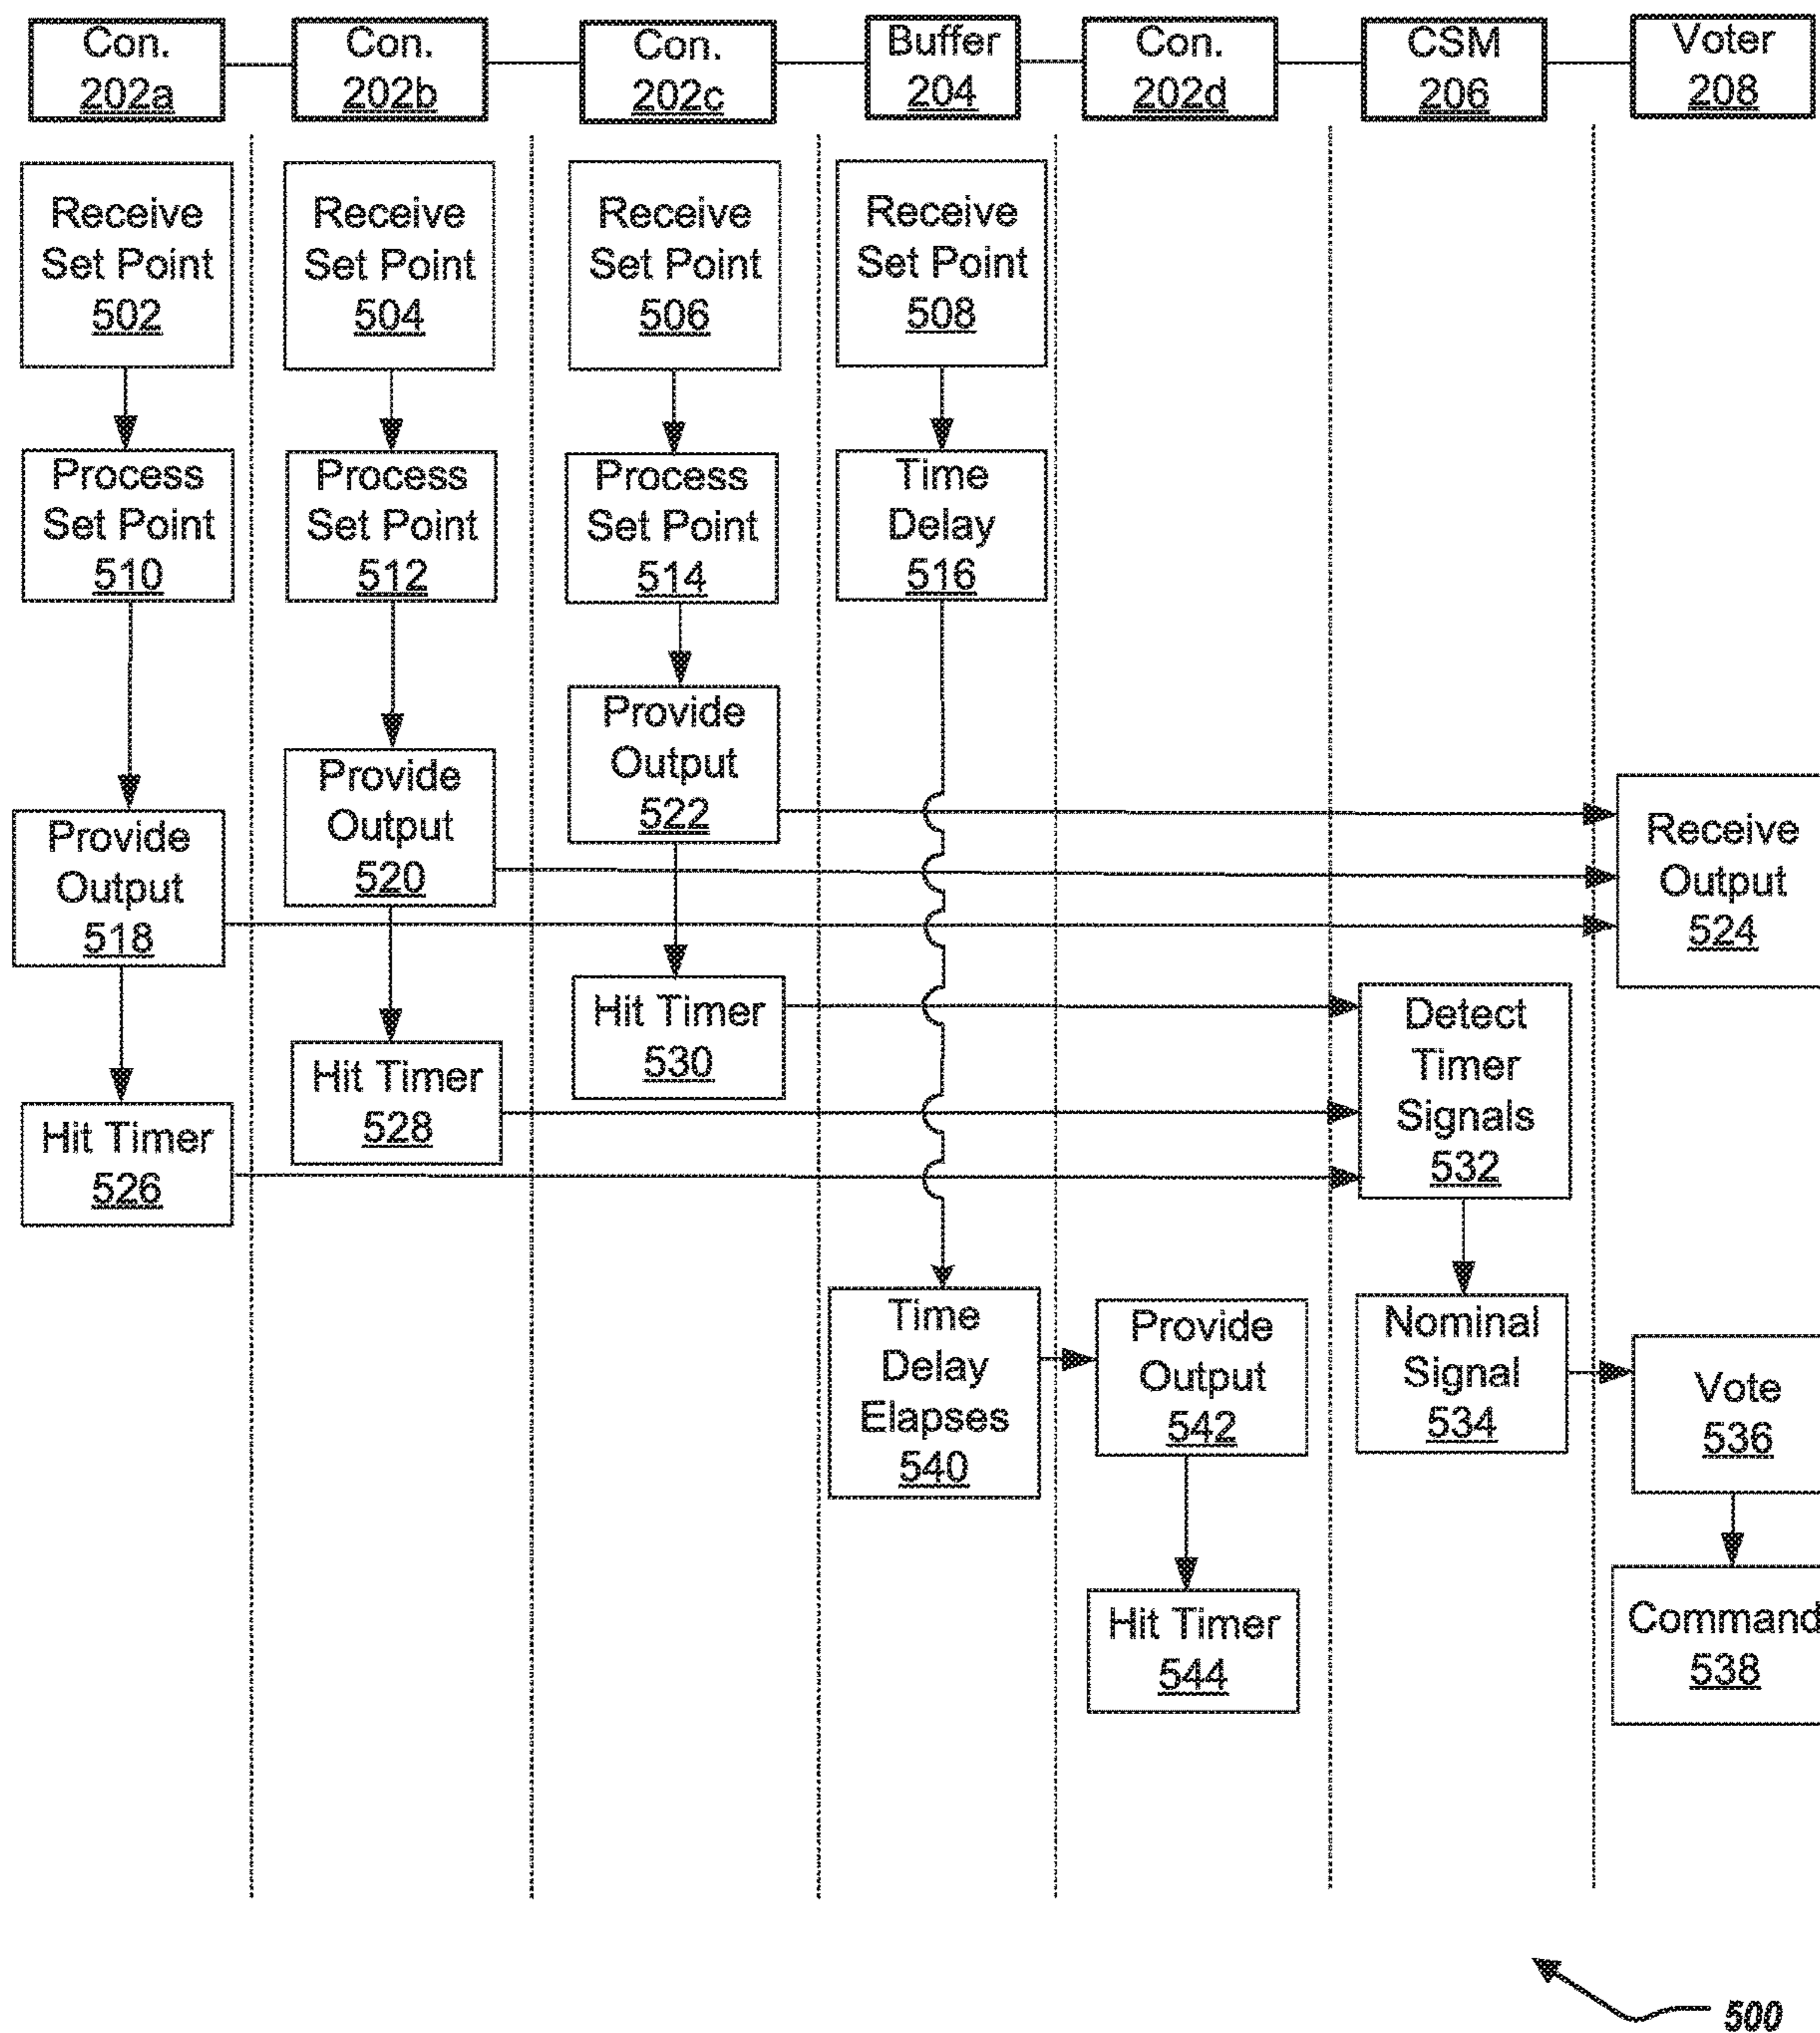 Con.
202a
Con.
202b
Con.
202c
Buffer
204
Con.
202d
CSM
206
Voter
208
Receive
Set Point
502
Receive
Set Point
504
Receive
Set Point
506
Receive
Set Point
508
Process
Set Point
510
Process
Set Point
512
Process
Set Point
514
Time
Delay
516
Provide
Output
518
Provide
Output
520
Provide
Output
522
Receive
Output
524
Hit Timer
526
Hit Timer
528
Hit Timer
530
Detect
Timer
Signals
532
Time
Delay
Elapses
540
Provide
Output
542
Nominal
Signal
534
Vote
536
Hit Timer
544
Command
538
500